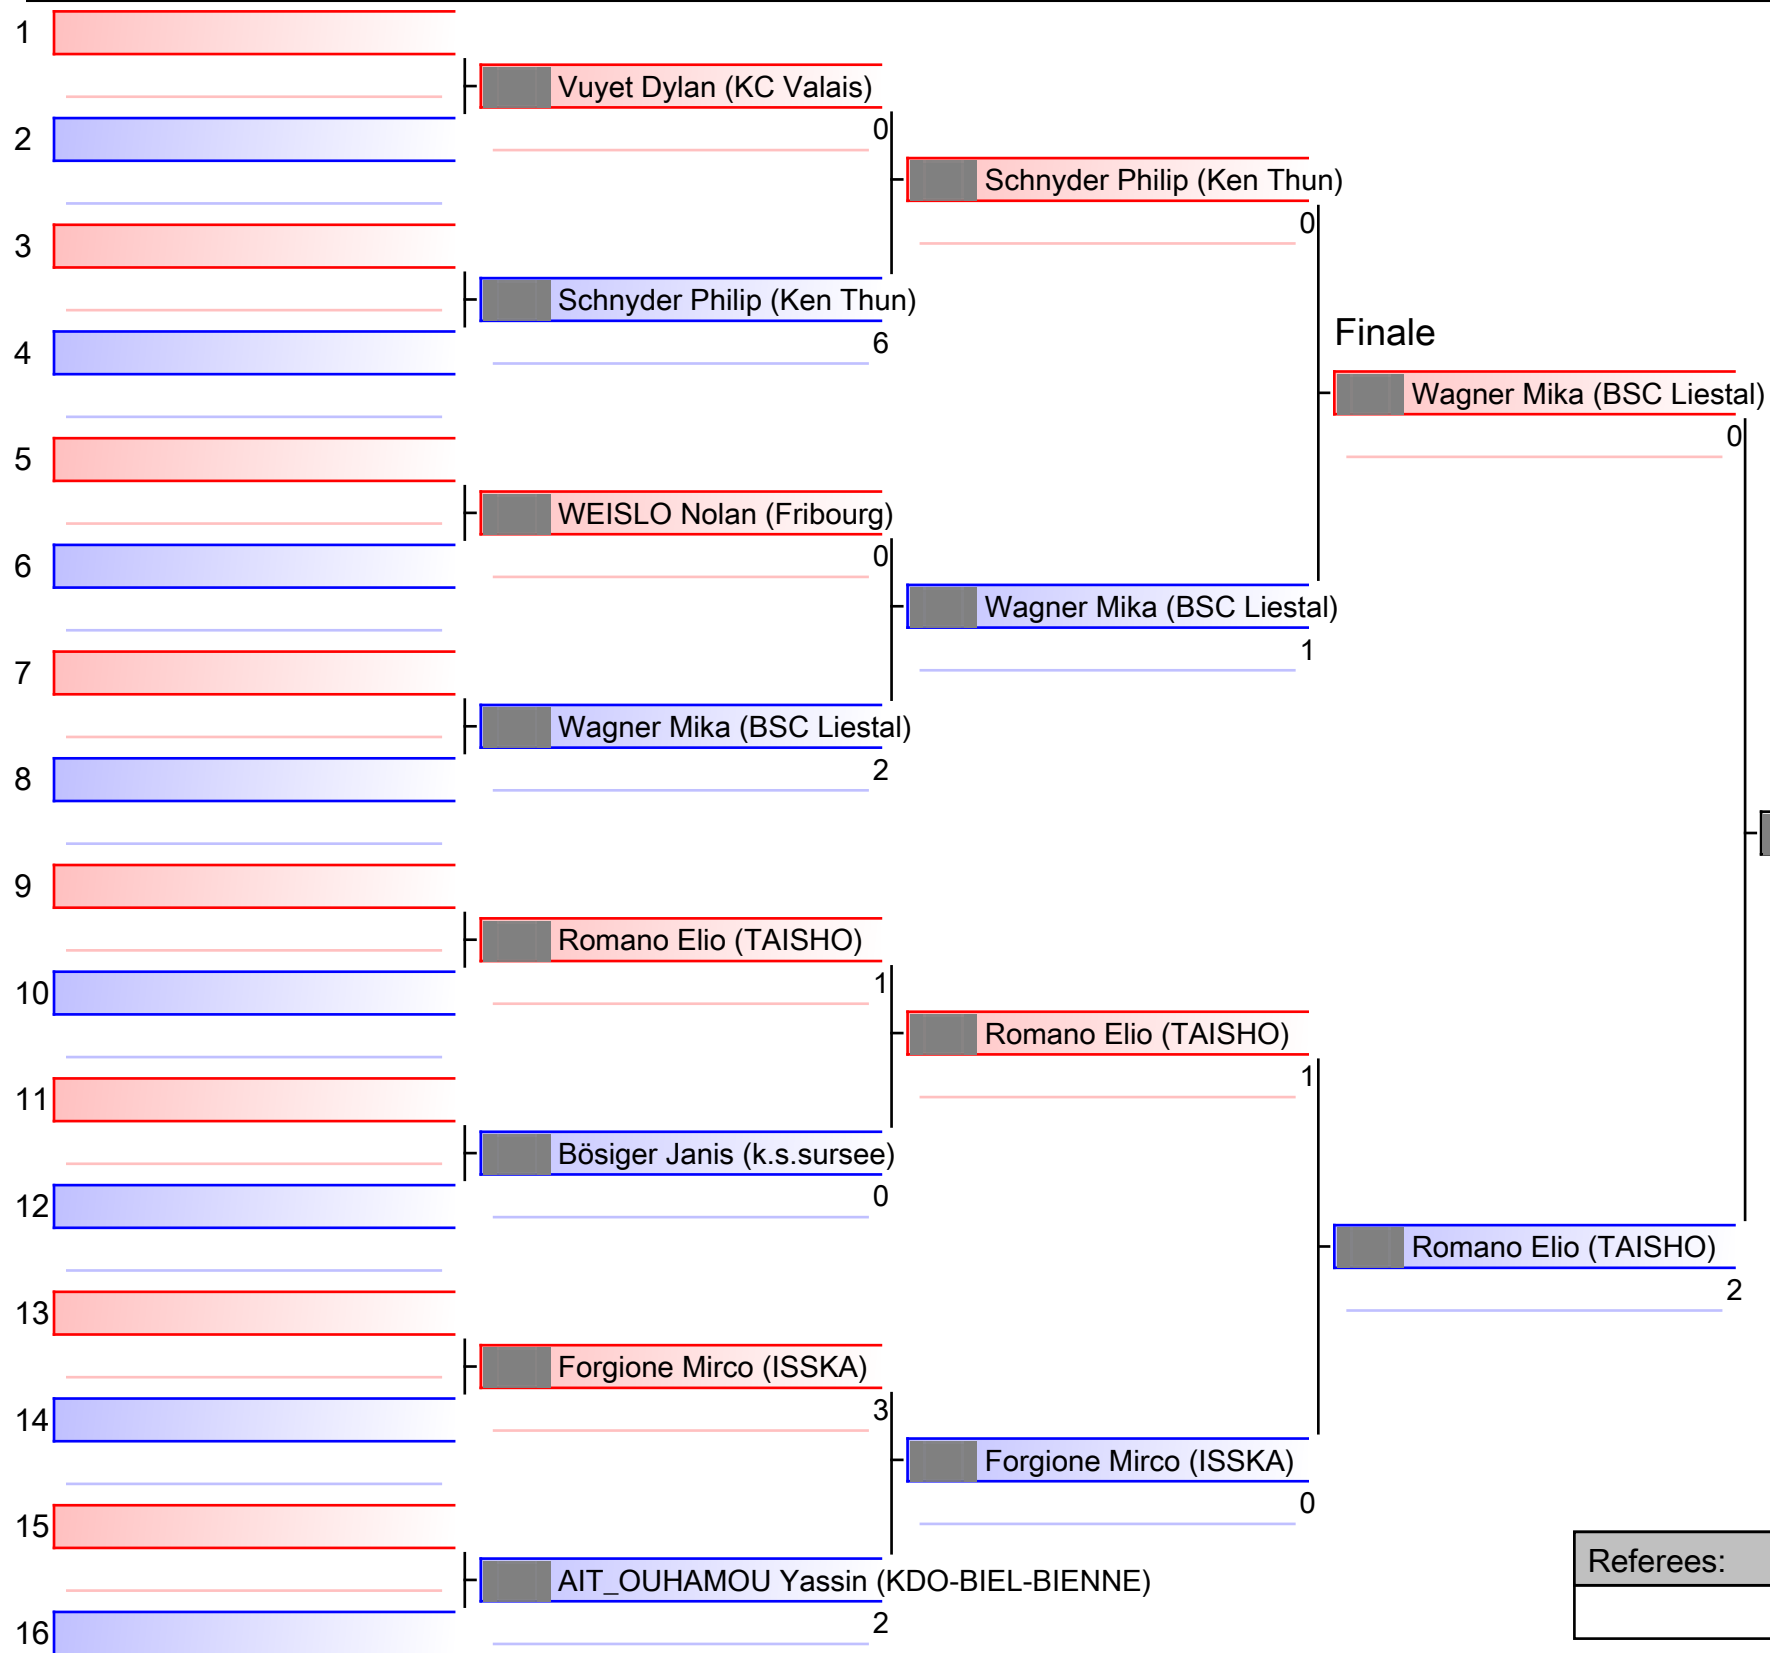 1
Vuyet Dylan (KC Valais)
0
2
Schnyder Philip (Ken Thun)
0
3
Schnyder Philip (Ken Thun)
6
4
Finale
Wagner Mika (BSC Liestal)
0
5
WEISLO Nolan (Fribourg)
0
6
Wagner Mika (BSC Liestal)
1
7
Wagner Mika (BSC Liestal)
2
8
9
Romano Elio (TAISHO)
1
10
Romano Elio (TAISHO)
1
11
Bösiger Janis (k.s.sursee)
0
12
Romano Elio (TAISHO)
2
13
Forgione Mirco (ISSKA)
3
14
Forgione Mirco (ISSKA)
0
15
AIT_OUHAMOU Yassin (KDO-BIEL-BIENNE)
2
16
Referees: